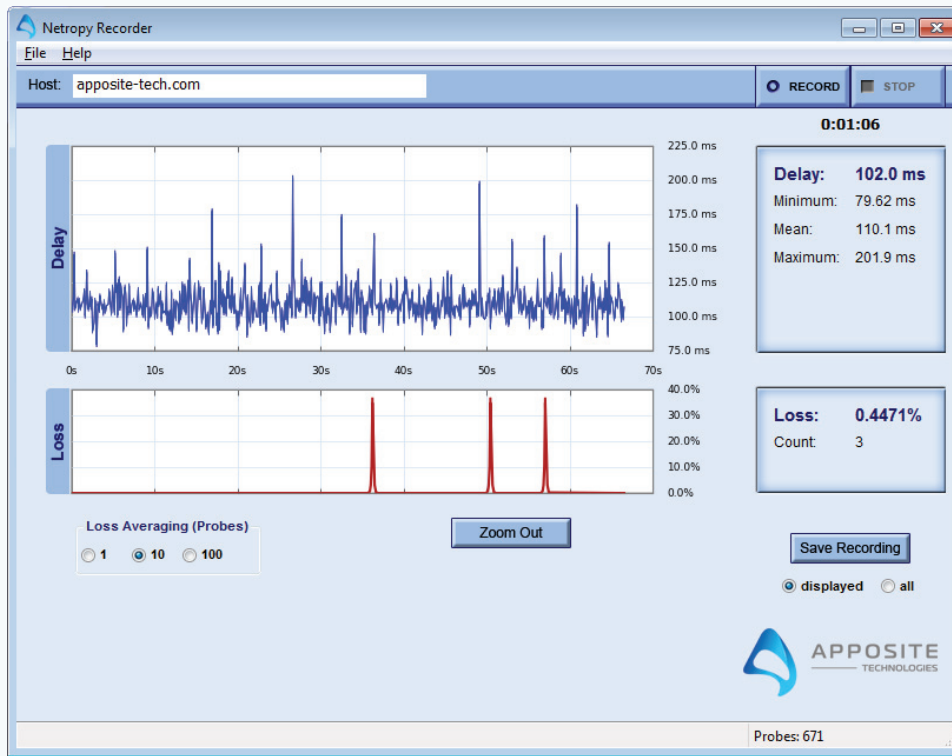 Netropy Recorder
File Help
Host: apposite-tech.com
RECORD STOP
0:01:06
Delay
225.0 ms
200.0 ms
175.0 ms
150.0 ms
125.0 ms
100.0 ms
75.0 ms
0s 10s 20s 30s 40s 50s 60s 70s
Delay: 102.0 ms
Minimum: 79.62 ms
Mean: 110.1 ms
Maximum: 201.9 ms
Loss
40.0%
30.0%
20.0%
10.0%
0.0%
Loss: 0.4471%
Count: 3
Loss Averaging (Probes)
1 10 100
Zoom Out
Save Recording
displayed all
APPOSITE
TECHNOLOGIES
Probes: 671